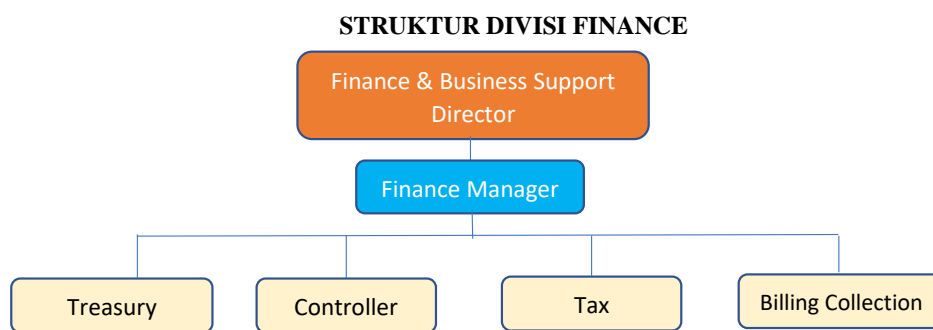 STRUKTUR DIVISI FINANCE
Finance & Business Support
Director
Finance Manager
Treasury
Controller
Tax
Billing Collection